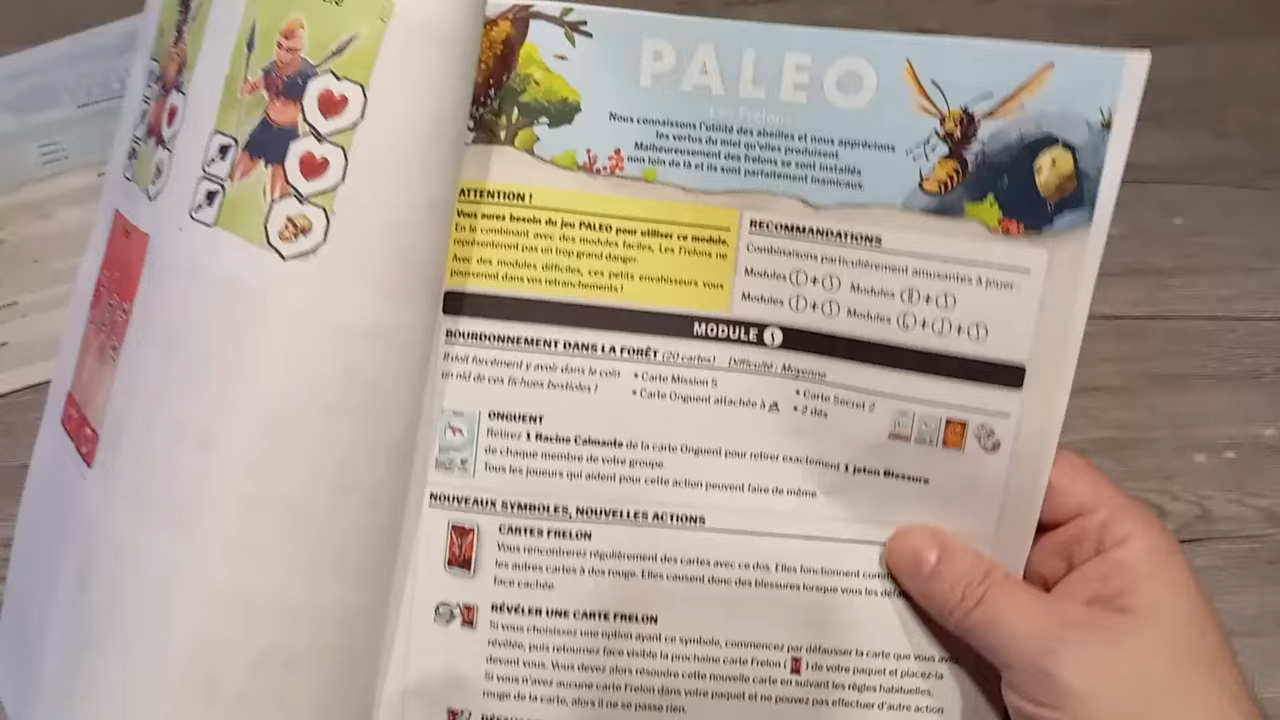 PALEO
Les Frelons
Nous connaissons l'utilité des abeilles et nous apprécions
les vertus du miel qu'elles produisent.
Malheureusement des frelons se sont installés
non loin de là et ils sont parfaitement inamicaux.
ATTENTION !
Vous aurez besoin du jeu PALEO pour utiliser ce module.
En le combinant avec des modules faciles, Les Frelons ne
représenteront pas un trop grand danger.
Avec des modules difficiles, ces petits envahisseurs vous
pousseront dans vos retranchements !
RECOMMANDATIONS
Combinaisons particulièrement amusantes à jouer :
Modules + Modules +
Modules + Modules + +
MODULE
BOURDONNEMENT DANS LA FORÊT (20 cartes) – Difficulté : Moyenne
Il doit forcément y avoir dans le coin
un nid de ces fichues bestioles !
• Carte Mission S
• Carte Onguent attachée à
• Carte Secret 2
• 2 dés
ONGUENT
Retirez 1 Racine Calmante de la carte Onguent pour retirer exactement 1 jeton Blessure
de chaque membre de votre groupe.
Tous les joueurs qui aident pour cette action peuvent faire de même.
NOUVEAUX SYMBOLES, NOUVELLES ACTIONS
CARTES FRELON
Vous rencontrerez régulièrement des cartes avec ce dos. Elles fonctionnent
les autres cartes à dos rouge. Elles causent donc des blessures lorsque vous les
face cachée.
RÉVÉLER UNE CARTE FRELON
Si vous choisissez une option ayant ce symbole, commencez par défausser la carte que vous
révélée, puis retournez face visible la prochaine carte Frelon ( ) de votre paquet et placez-la
devant vous. Vous devez alors résoudre cette nouvelle carte en suivant les règles habituelles.
Si vous n'avez aucune carte Frelon dans votre paquet et ne pouvez pas effectuer d'autre action
rouge de la carte, alors il ne se passe rien.